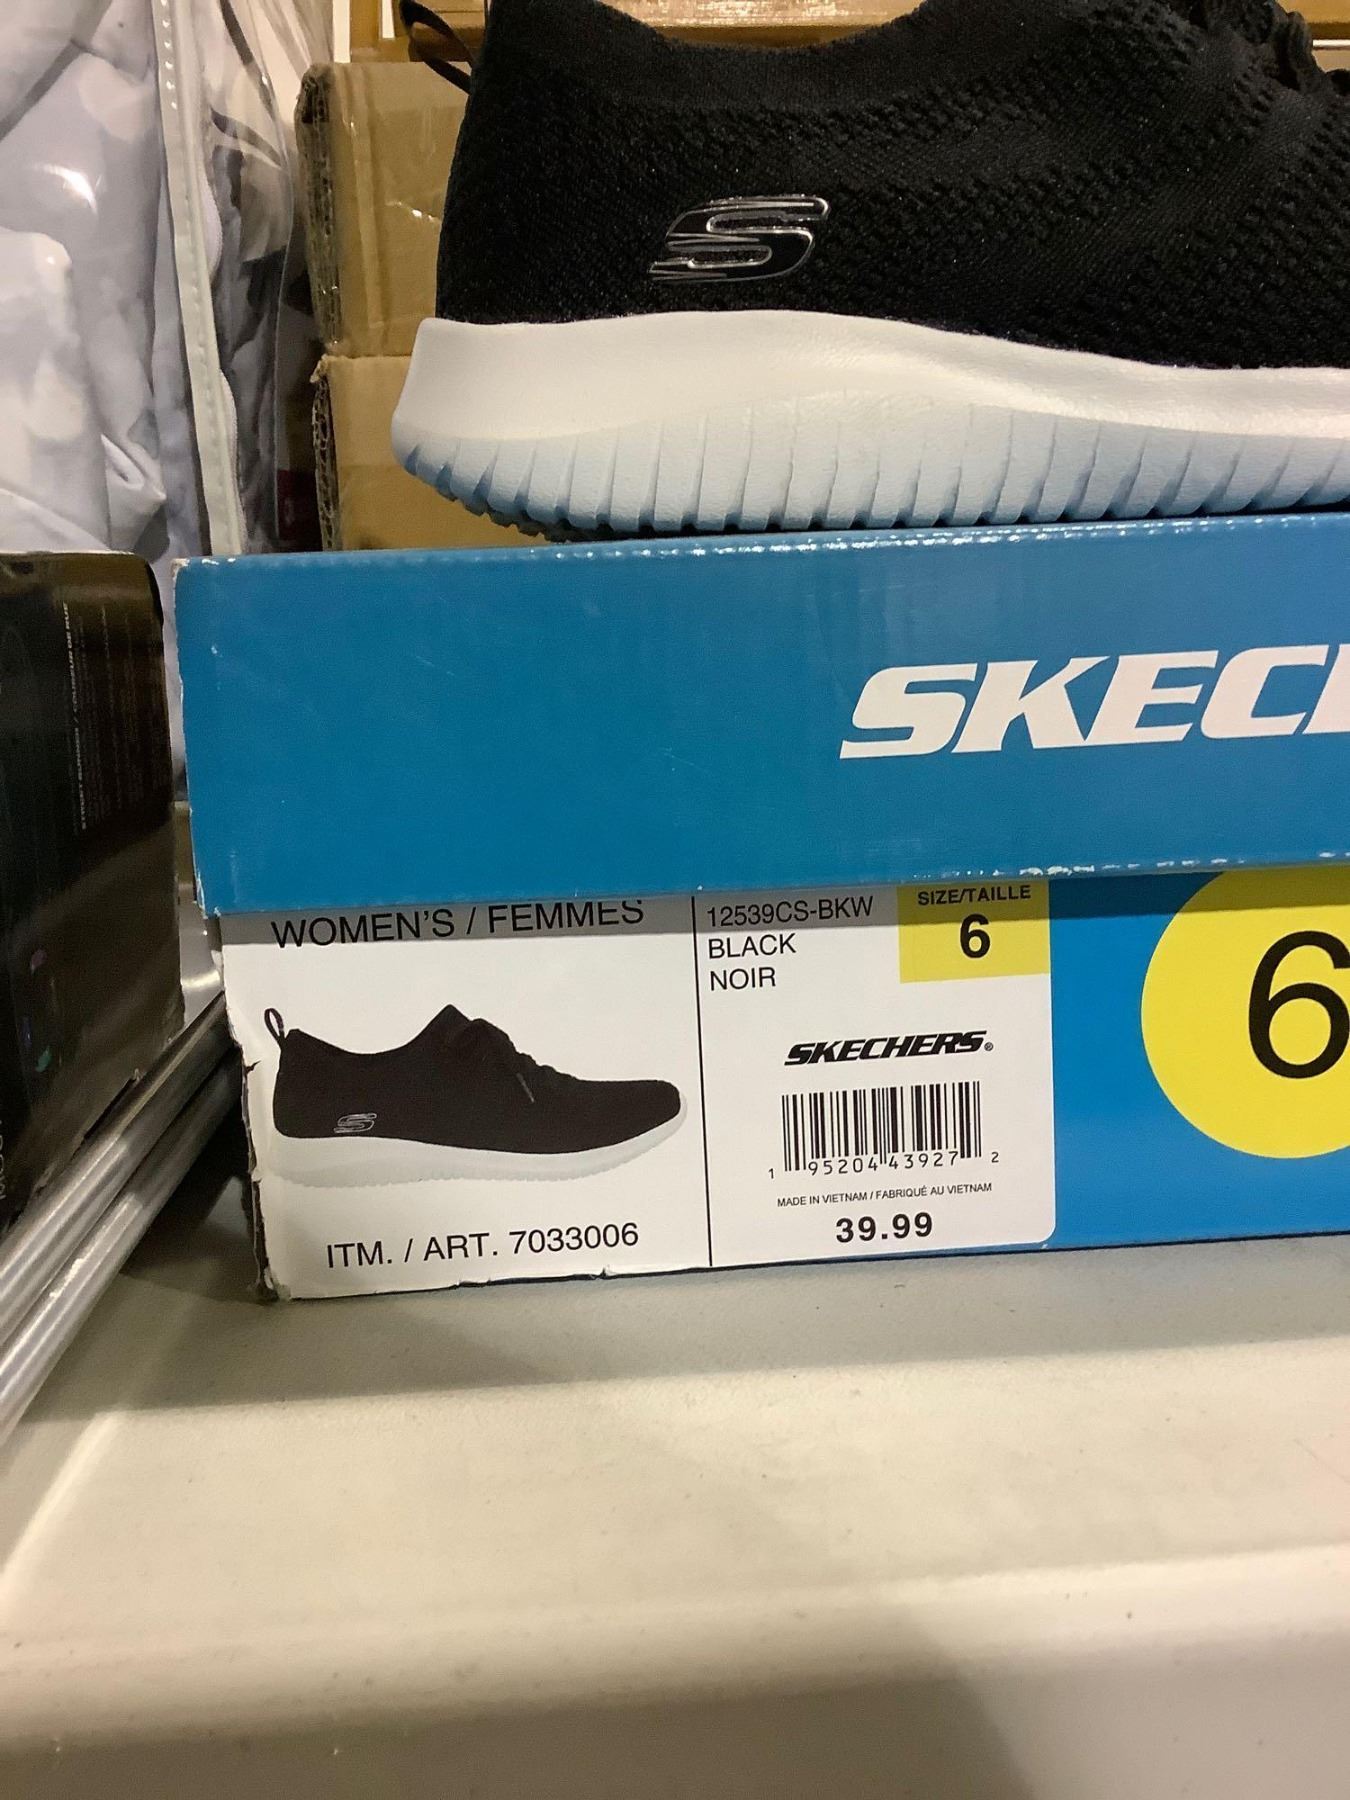 SKEC
WOMEN'S / FEMMES
12539CS-BKW
BLACK
NOIR
SIZE/TAILLE
6
6
SKECHERS®
1 95204 43927 2
MADE IN VIETNAM / FABRIQUÉ AU VIETNAM
39.99
ITM. / ART. 7033006